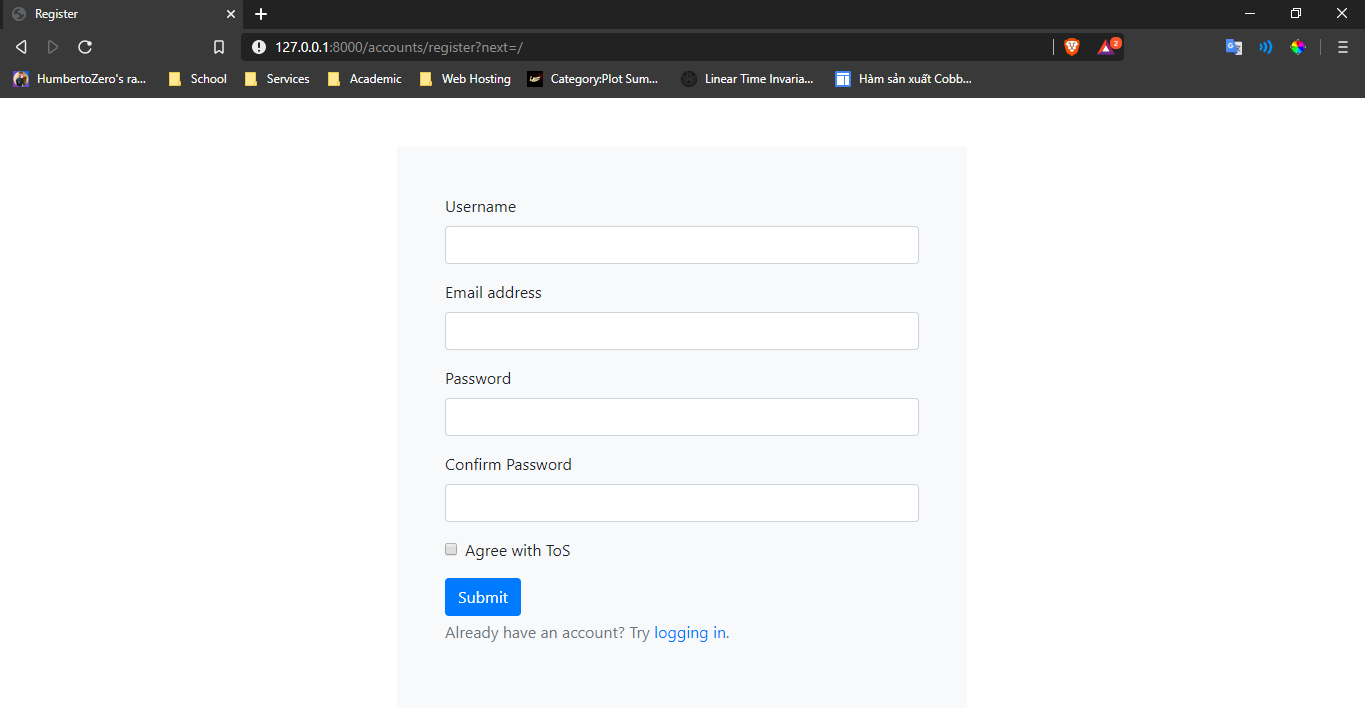 Register
127.0.0.1:8000/accounts/register?next=/
2
HumbertoZero's ra... School Services Academic Web Hosting Category:Plot Sum... Linear Time Invaria... Hàm sản xuất Cobb...
Username
Email address
Password
Confirm Password
Agree with ToS
Submit
Already have an account? Try logging in.